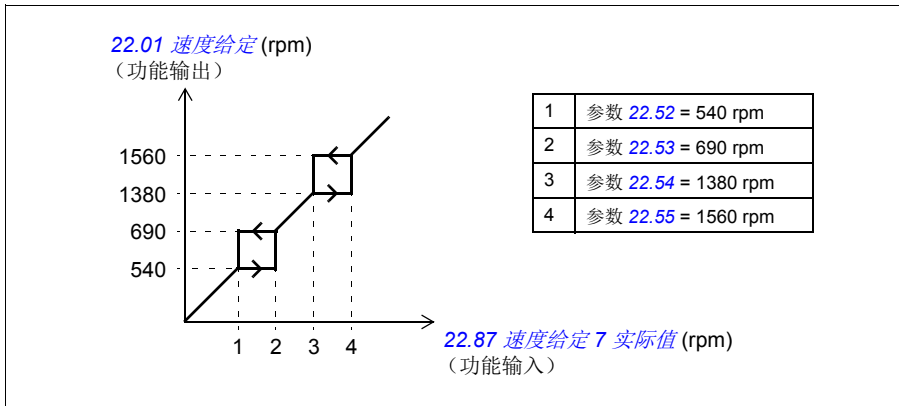 22.01 速度给定 (rpm)
（功能输出）
1560
1380
690
540
1 2 3 4
22.87 速度给定 7 实际值 (rpm)
（功能输入）
1 参数 22.52 = 540 rpm
2 参数 22.53 = 690 rpm
3 参数 22.54 = 1380 rpm
4 参数 22.55 = 1560 rpm